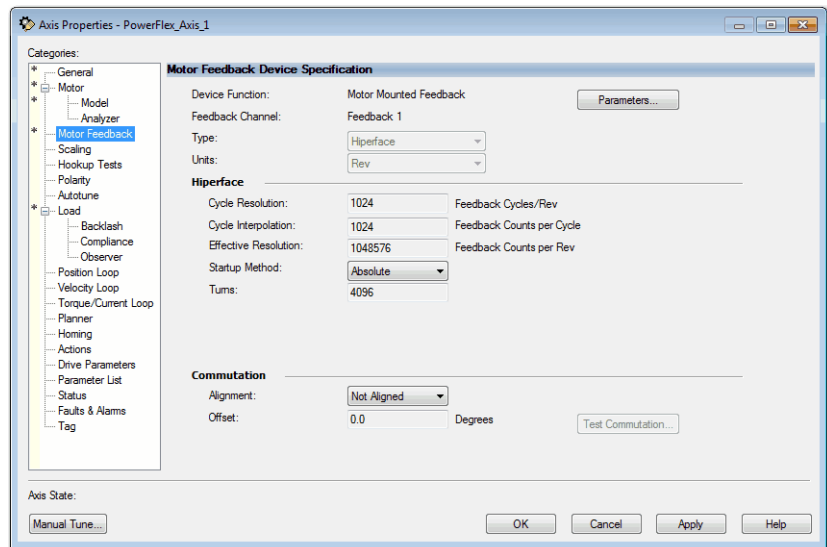 Axis Properties - PowerFlex_Axis_1
Categories:
* General
* Motor
* Model
Analyzer
* Motor Feedback
Scaling
Hookup Tests
Polarity
Autotune
* Load
Backlash
Compliance
Observer
Position Loop
Velocity Loop
Torque/Current Loop
Planner
Homing
Actions
Drive Parameters
Parameter List
Status
Faults & Alarms
Tag
Motor Feedback Device Specification
Device Function: Motor Mounted Feedback Parameters...
Feedback Channel: Feedback 1
Type: Hiperface
Units: Rev
Hiperface
Cycle Resolution: 1024 Feedback Cycles/Rev
Cycle Interpolation: 1024 Feedback Counts per Cycle
Effective Resolution: 1048576 Feedback Counts per Rev
Startup Method: Absolute
Turns: 4096
Commutation
Alignment: Not Aligned
Offset: 0.0 Degrees Test Commutation...
Axis State:
Manual Tune... OK Cancel Apply Help